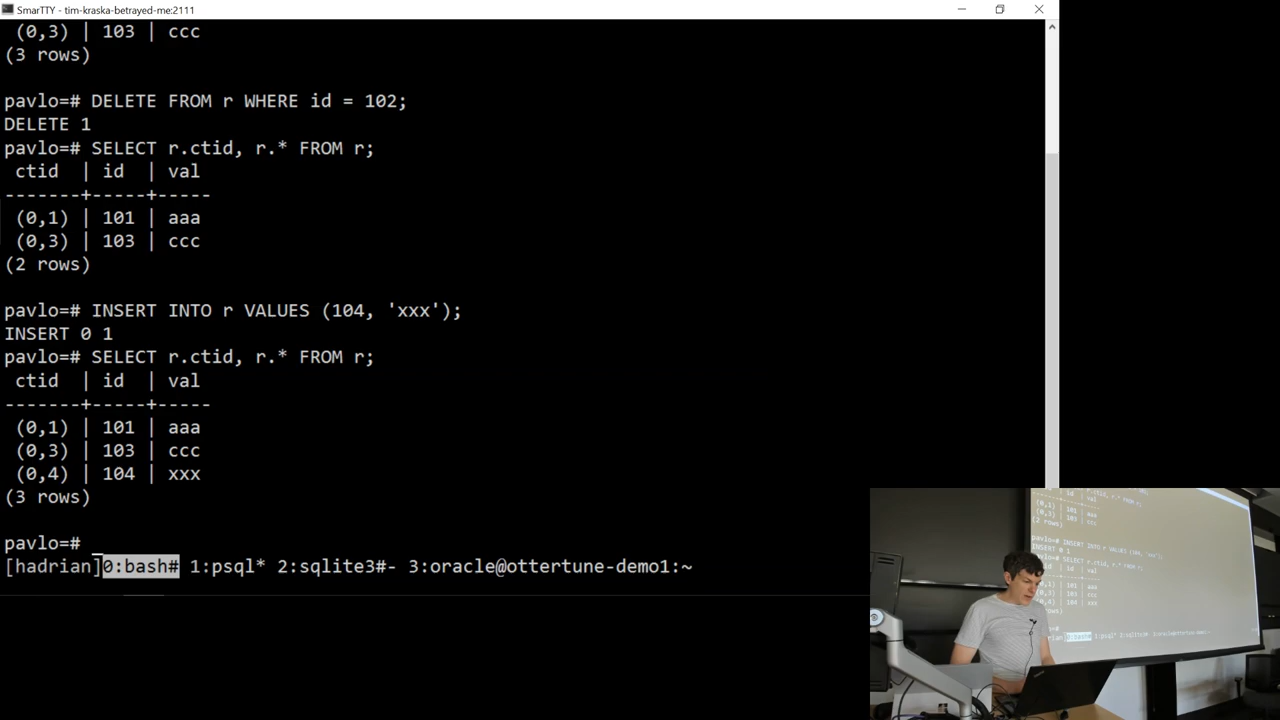 SmarTTY - tim-kraska-betrayed-me:2111
(0,3) | 103 | ccc
(3 rows)
pavlo=# DELETE FROM r WHERE id = 102;
DELETE 1
pavlo=# SELECT r.ctid, r.* FROM r;
ctid | id | val
-------+-----+-----
(0,1) | 101 | aaa
(0,3) | 103 | ccc
(2 rows)
pavlo=# INSERT INTO r VALUES (104, 'xxx');
INSERT 0 1
pavlo=# SELECT r.ctid, r.* FROM r;
ctid | id | val
-------+-----+-----
(0,1) | 101 | aaa
(0,3) | 103 | ccc
(0,4) | 104 | xxx
(3 rows)
pavlo=#
[hadrian]0:bash# 1:psql* 2:sqlite3#- 3:oracle@ottertune-demo1:~